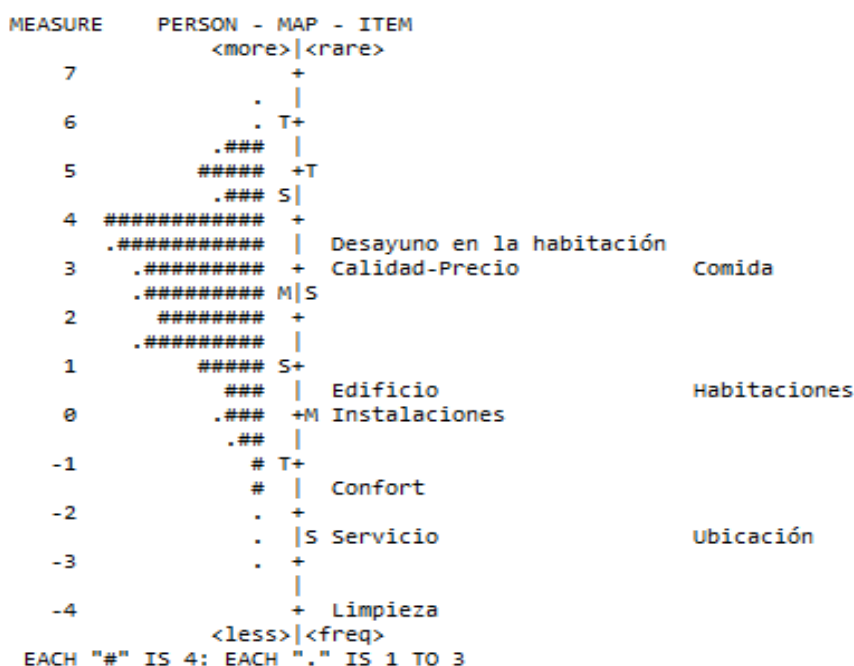 MEASURE PERSON - MAP - ITEM
<more>|<rare>
7 +
. |
6 . T+
.### |
5 ##### +T
.### S|
4 ############ +
.########### | Desayuno en la habitación
3 .######### + Calidad-Precio Comida
.######### M|S
2 ######## +
.######### |
1 ##### S+
### | Edificio Habitaciones
0 .### +M Instalaciones
.## |
-1 # T+
# | Confort
-2 . +
. |S Servicio Ubicación
-3 . +
|
-4 + Limpieza
<less>|<freq>
EACH "#" IS 4: EACH "." IS 1 TO 3